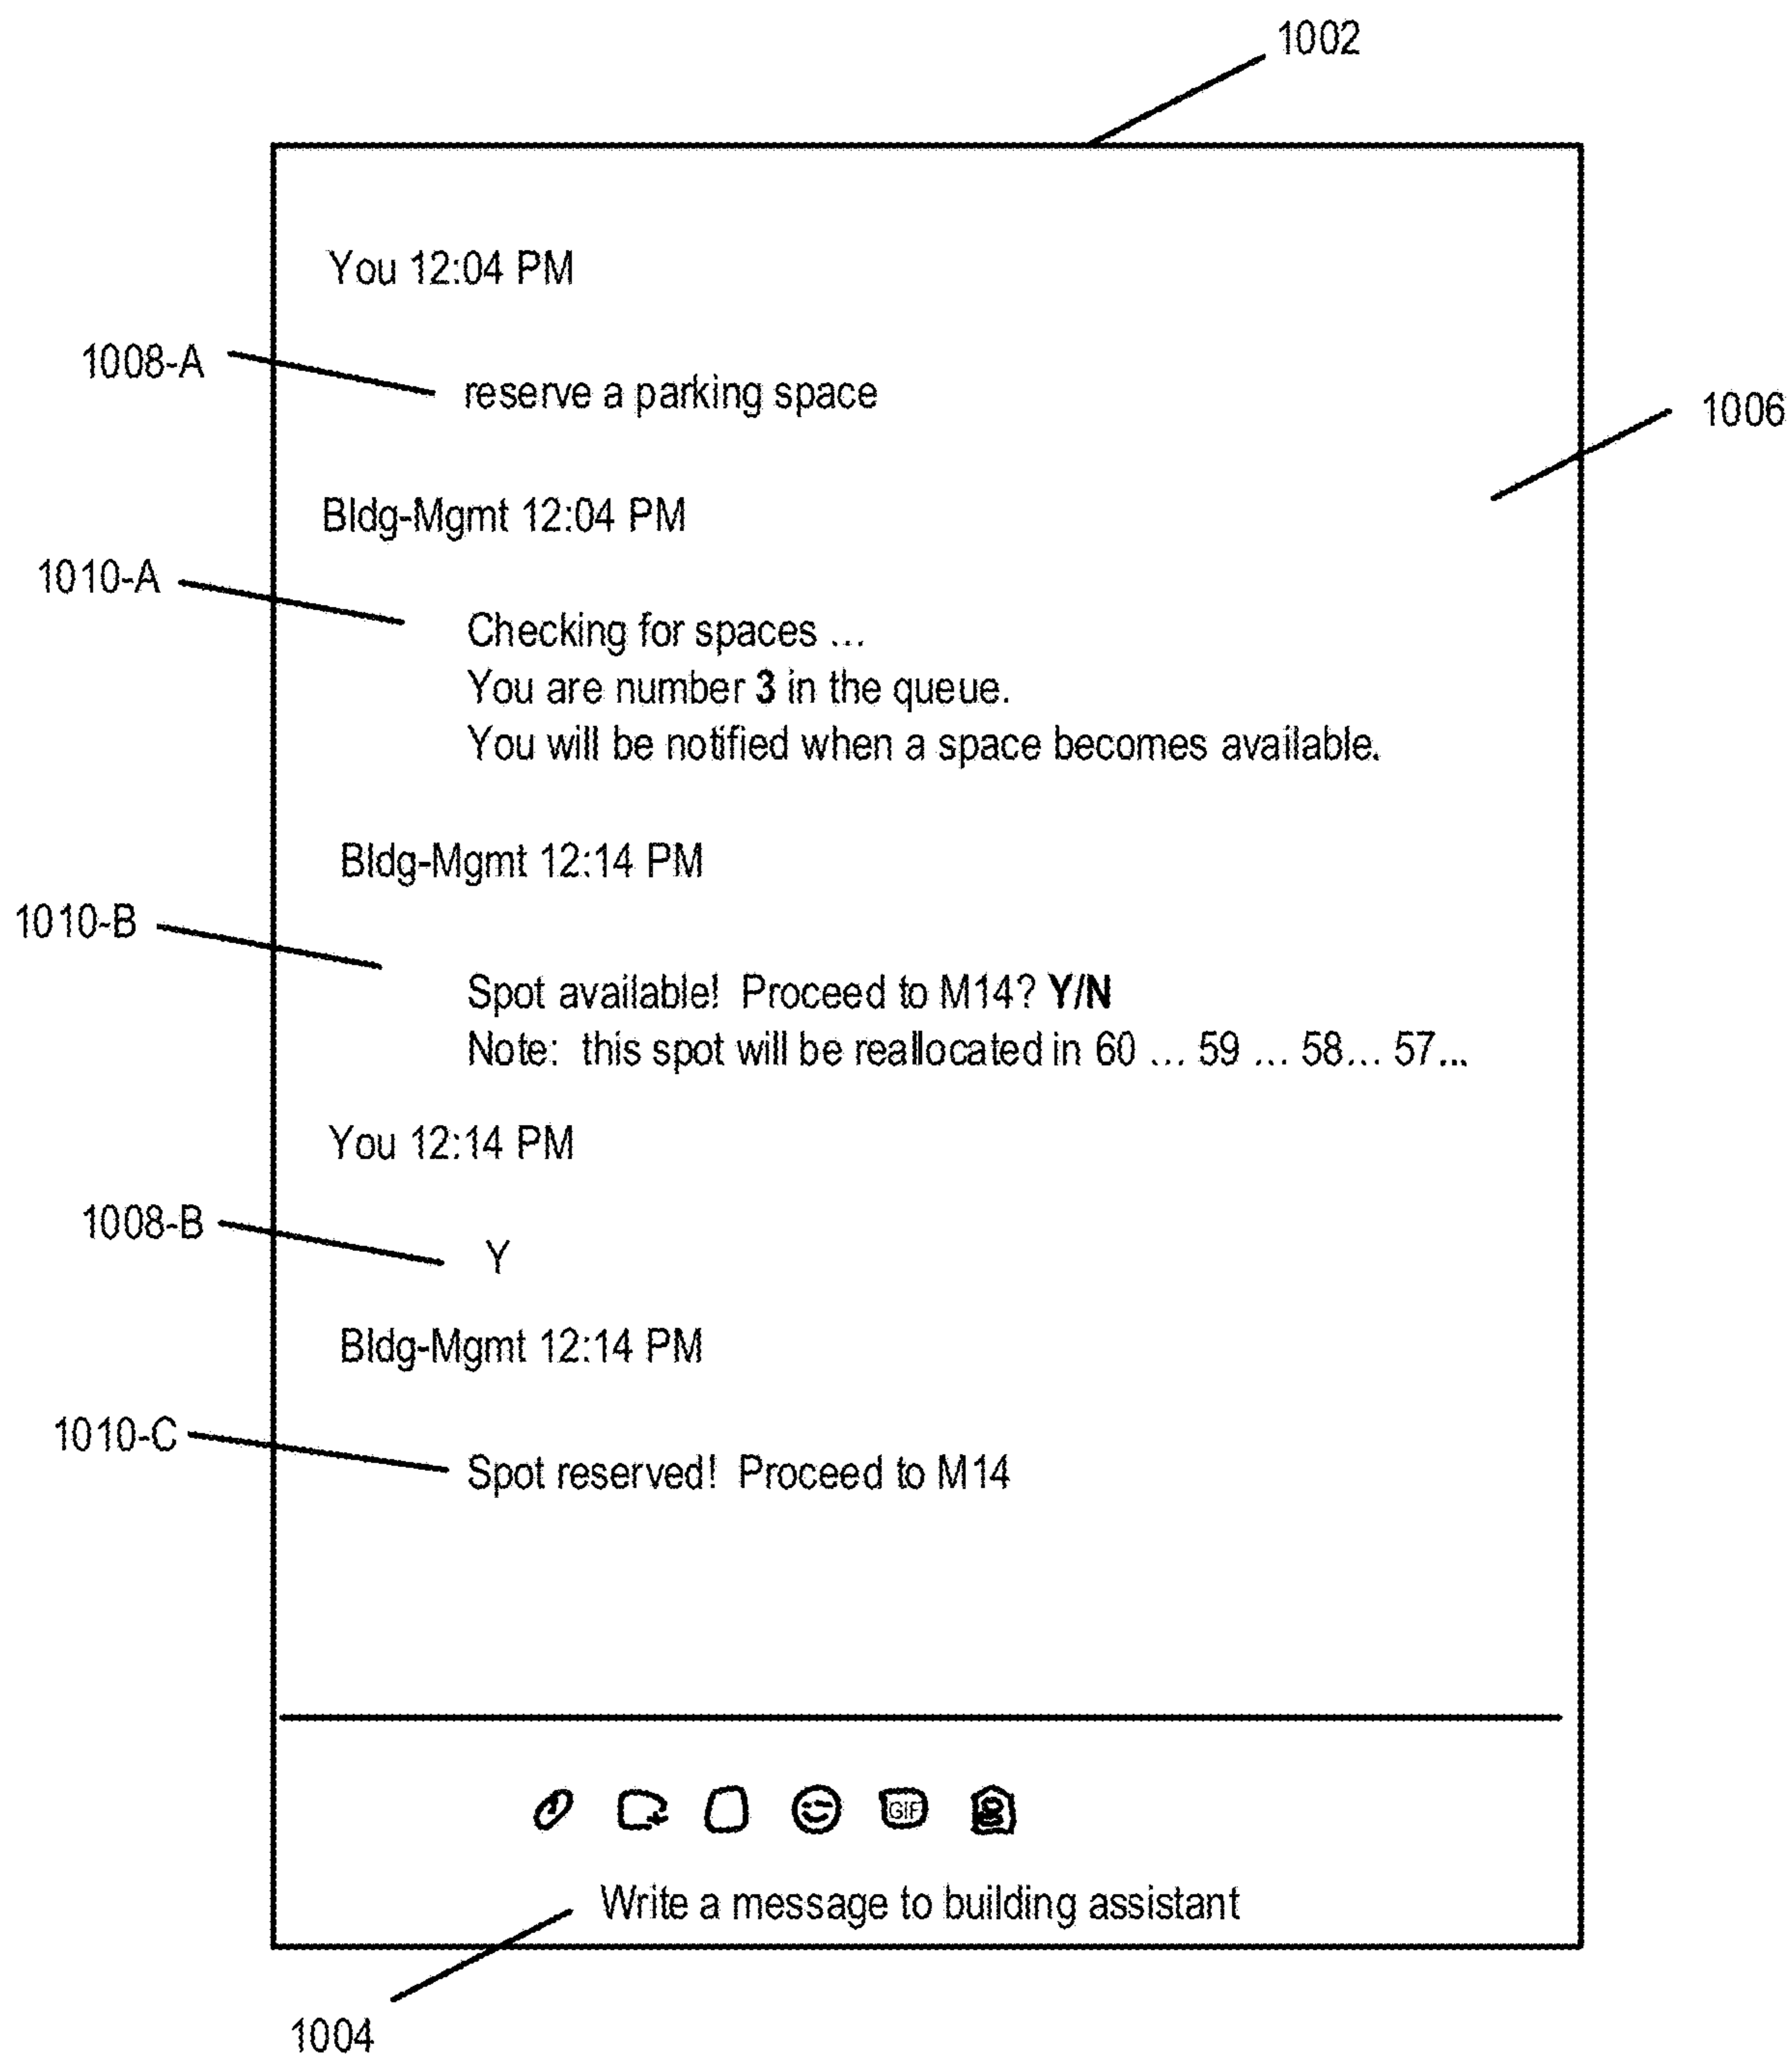 1002
You 12:04 PM
1008-A
reserve a parking space
1006
Bldg-Mgmt 12:04 PM
1010-A
Checking for spaces ...
You are number 3 in the queue.
You will be notified when a space becomes available.
Bldg-Mgmt 12:14 PM
1010-B
Spot available!  Proceed to M14? Y/N
Note:  this spot will be reallocated in 60 ... 59 ... 58... 57...
You 12:14 PM
1008-B
Y
Bldg-Mgmt 12:14 PM
1010-C
Spot reserved!  Proceed to M14
GIF
Write a message to building assistant
1004